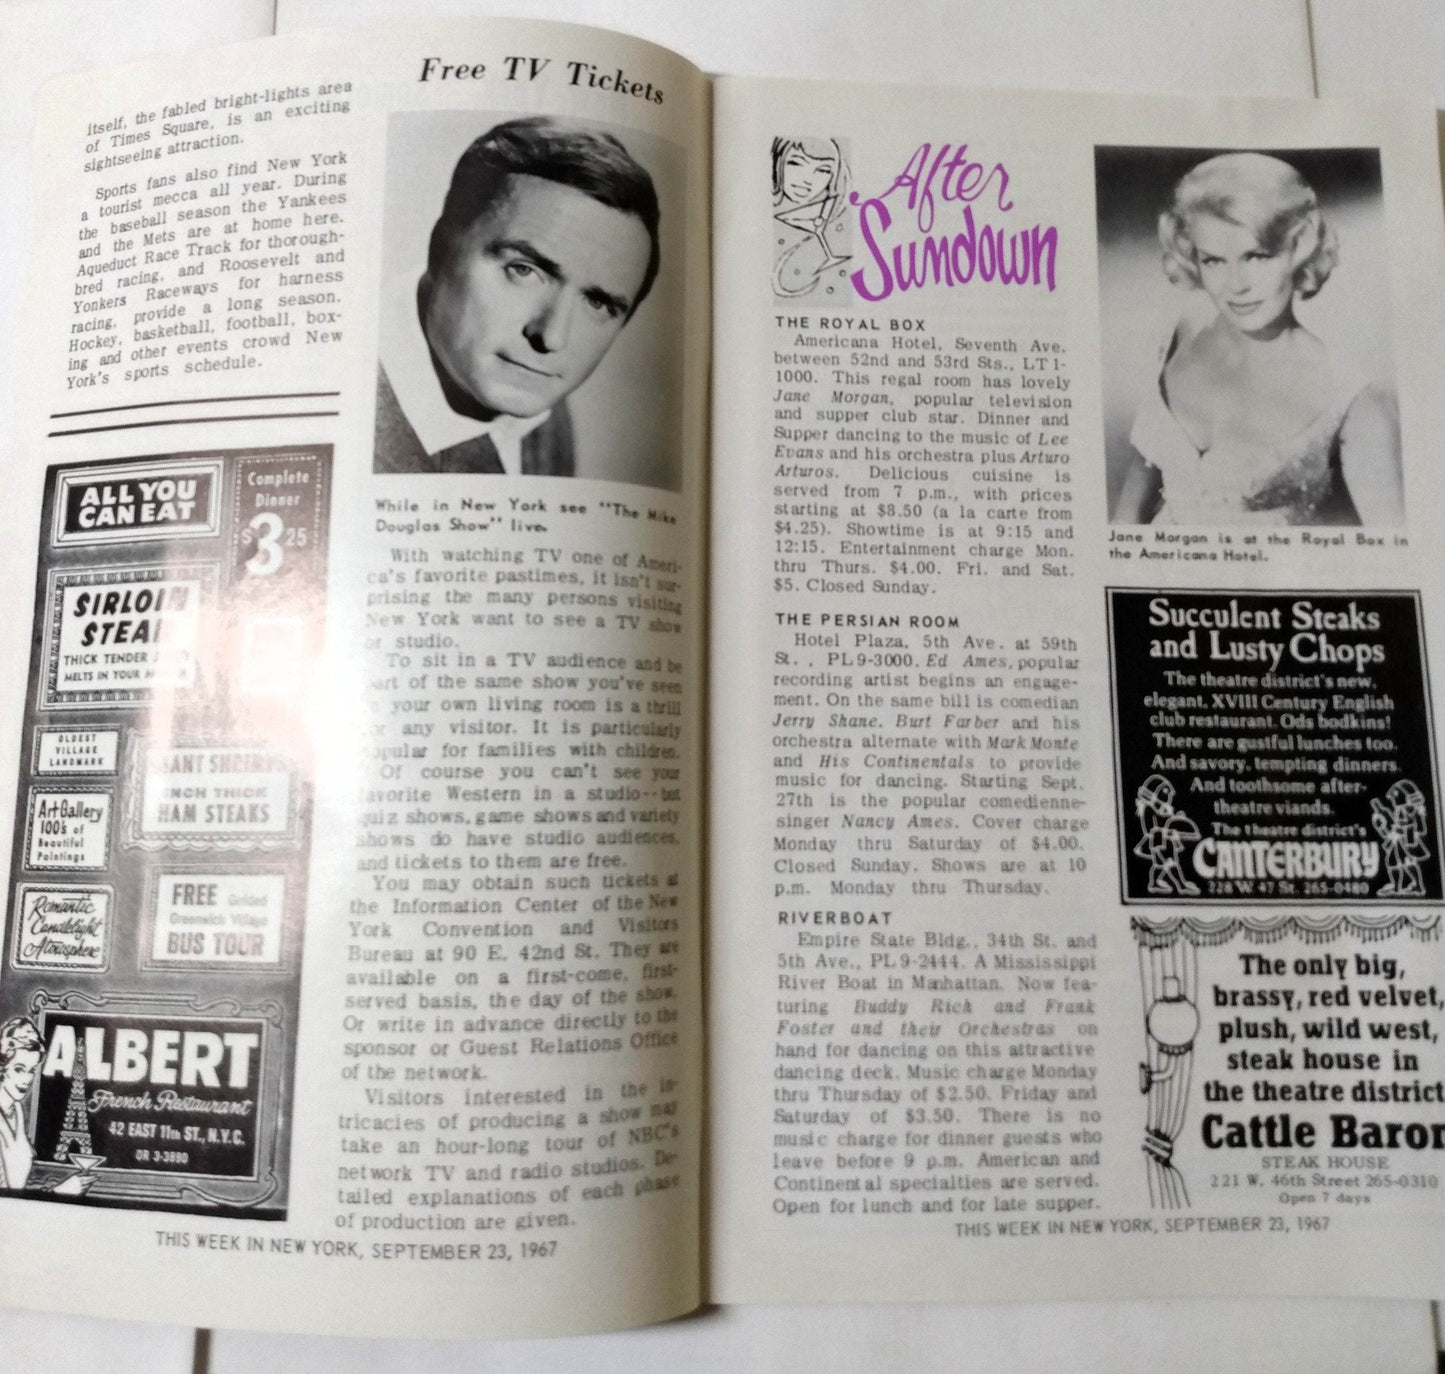 itself, the fabled bright-lights area
of Times Square, is an exciting
sightseeing attraction.
Sports fans also find New York
a tourist mecca all year. During
the baseball season the Yankees
and the Mets are at home here.
Aqueduct Race Track for thorough-
bred racing, and Roosevelt and
Yonkers Raceways for harness
racing, provide a long season.
Hockey, basketball, football, box-
ing and other events crowd New
York's sports schedule.
ALL YOU
CAN EAT
Complete
Dinner
$3.25
SIRLOIN
STEAK
THICK TENDER
MELTS IN YOUR
OLDEST
VILLAGE
LANDMARK
SHRIMPS
INCH THICK
HAM STEAKS
Art Gallery
100's of
Beautiful
Paintings
Romantic
Candlelight
Atmosphere
FREE Guided
Greenwich Village
BUS TOUR
ALBERT
French Restaurant
42 EAST 11th ST., N.Y.C.
OR 3-3890
Free TV Tickets
While in New York see "The Mike
Douglas Show" live.
With watching TV one of Ameri-
ca's favorite pastimes, it isn't sur-
prising the many persons visiting
New York want to see a TV show
or studio.
To sit in a TV audience and be
part of the same show you've seen
in your own living room is a thrill
for any visitor. It is particularly
popular for families with children.
Of course you can't see your
favorite Western in a studio--but
quiz shows, game shows and variety
shows do have studio audiences,
and tickets to them are free.
You may obtain such tickets at
the Information Center of the New
York Convention and Visitors
Bureau at 90 E. 42nd St. They are
available on a first-come, first-
served basis, the day of the show.
Or write in advance directly to the
sponsor or Guest Relations Office
of the network.
Visitors interested in the in-
tricacies of producing a show may
take an hour-long tour of NBC's
network TV and radio studios. De-
tailed explanations of each phase
of production are given.
THIS WEEK IN NEW YORK, SEPTEMBER 23, 1967
After
Sundown
THE ROYAL BOX
Americana Hotel, Seventh Ave.
between 52nd and 53rd Sts., LT 1-
1000. This regal room has lovely
Jane Morgan, popular television
and supper club star. Dinner and
Supper dancing to the music of Lee
Evans and his orchestra plus Arturo
Arturos. Delicious cuisine is
served from 7 p.m., with prices
starting at $8.50 (a la carte from
$4.25). Showtime is at 9:15 and
12:15. Entertainment charge Mon.
thru Thurs. $4.00. Fri. and Sat.
$5. Closed Sunday.
THE PERSIAN ROOM
Hotel Plaza, 5th Ave. at 59th
St., PL 9-3000. Ed Ames, popular
recording artist begins an engage-
ment. On the same bill is comedian
Jerry Shane. Burt Farber and his
orchestra alternate with Mark Monte
and His Continentals to provide
music for dancing. Starting Sept.
27th is the popular comedienne-
singer Nancy Ames. Cover charge
Monday thru Saturday of $4.00.
Closed Sunday. Shows are at 10
p.m. Monday thru Thursday.
RIVERBOAT
Empire State Bldg., 34th St. and
5th Ave., PL 9-2444. A Mississippi
River Boat in Manhattan. Now fea-
turing Buddy Rich and Frank
Foster and their Orchestras on
hand for dancing on this attractive
dancing deck. Music charge Monday
thru Thursday of $2.50. Friday and
Saturday of $3.50. There is no
music charge for dinner guests who
leave before 9 p.m. American and
Continental specialties are served.
Open for lunch and for late supper.
Jane Morgan is at the Royal Box in
the Americana Hotel.
Succulent Steaks
and Lusty Chops
The theatre district's new,
elegant, XVIII Century English
club restaurant. Ods bodkins!
There are gustful lunches too.
And savory, tempting dinners.
And toothsome after-
theatre viands.
The theatre district's
CANTERBURY
228 W. 47 St. 265-0480
The only big,
brassy, red velvet,
plush, wild west,
steak house in
the theatre district
Cattle Baron
STEAK HOUSE
221 W. 46th Street 265-0310
Open 7 days
THIS WEEK IN NEW YORK, SEPTEMBER 23, 1967